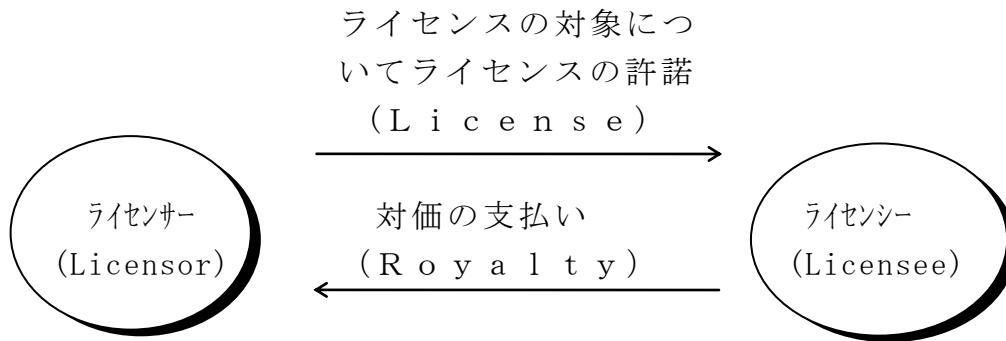 ライセンスの対象につ
いてライセンスの許諾
（Ｌｉｃｅｎｓｅ）
ﾗｲｾﾝｻｰ
(Licensor)
対価の支払い
（Ｒｏｙａｌｔｙ）
ﾗｲｾﾝｼｰ
(Licensee)